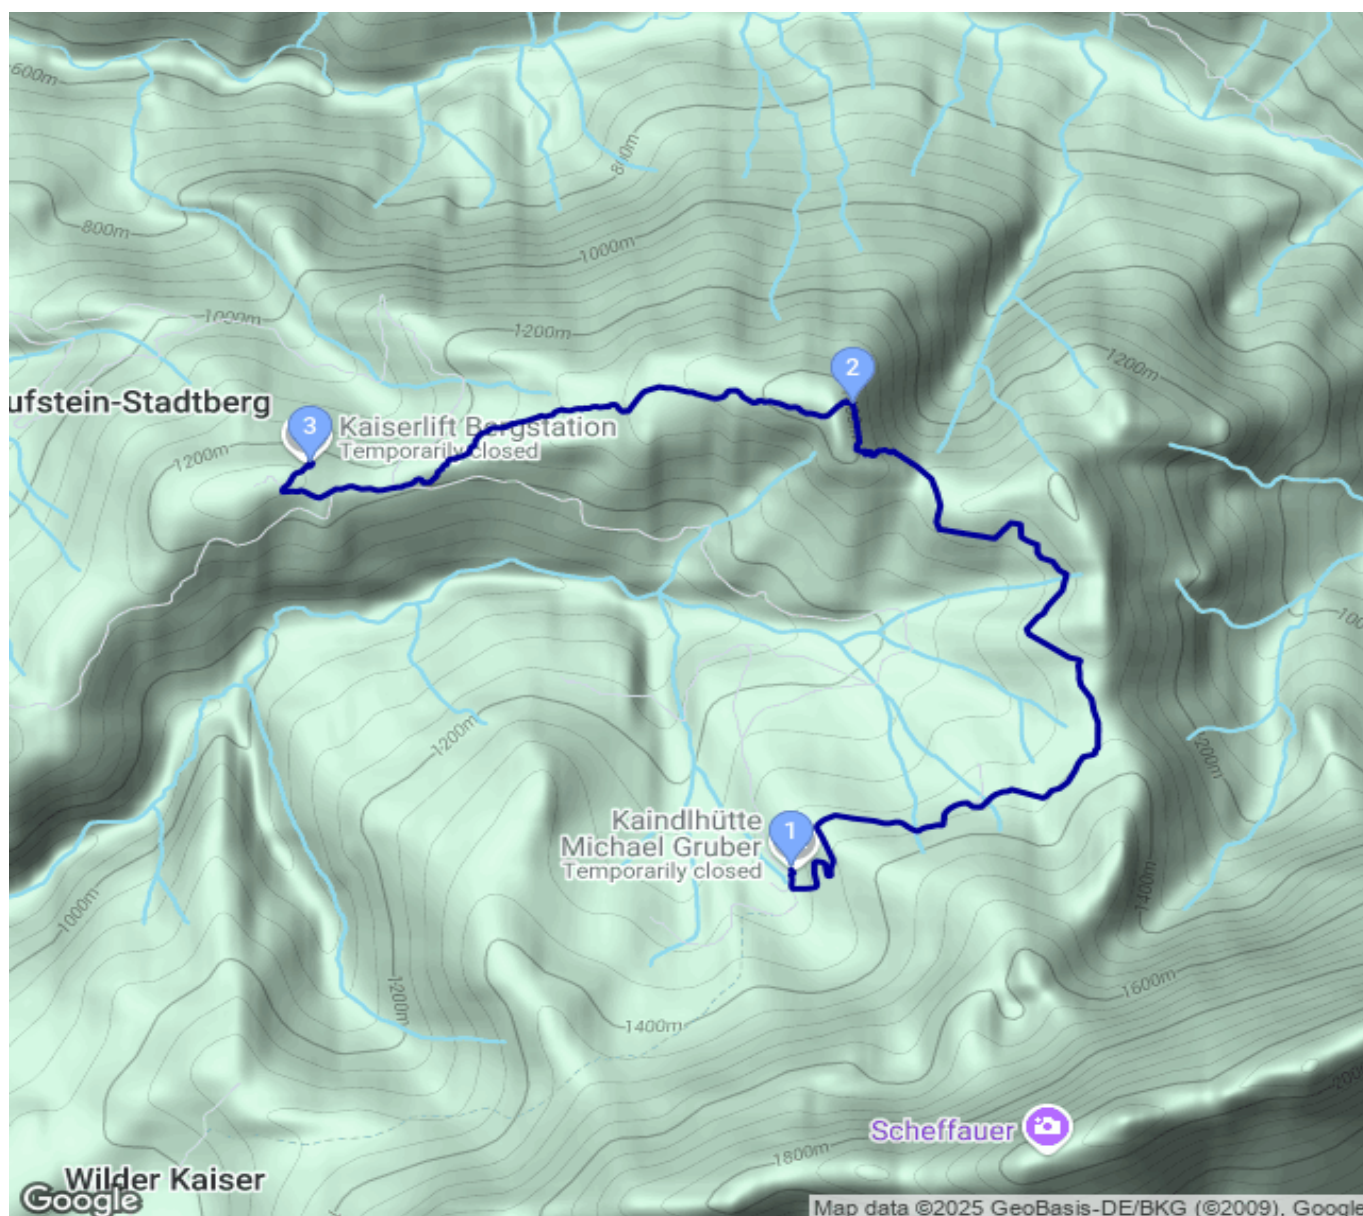 600m
800m
800m
1000m
1000m
1200m
1200m
2
ufstein-Stadtberg
3
Kaiserlift Bergstation
Temporarily closed
1200m
1200m
Kaindlhütte
Michael Gruber
Temporarily closed
1
1400m
1000m
1200m
1600m
1400m
Scheffauer
1800m
Wilder Kaiser
Google
Map data ©2025 GeoBasis-DE/BKG (©2009), Google